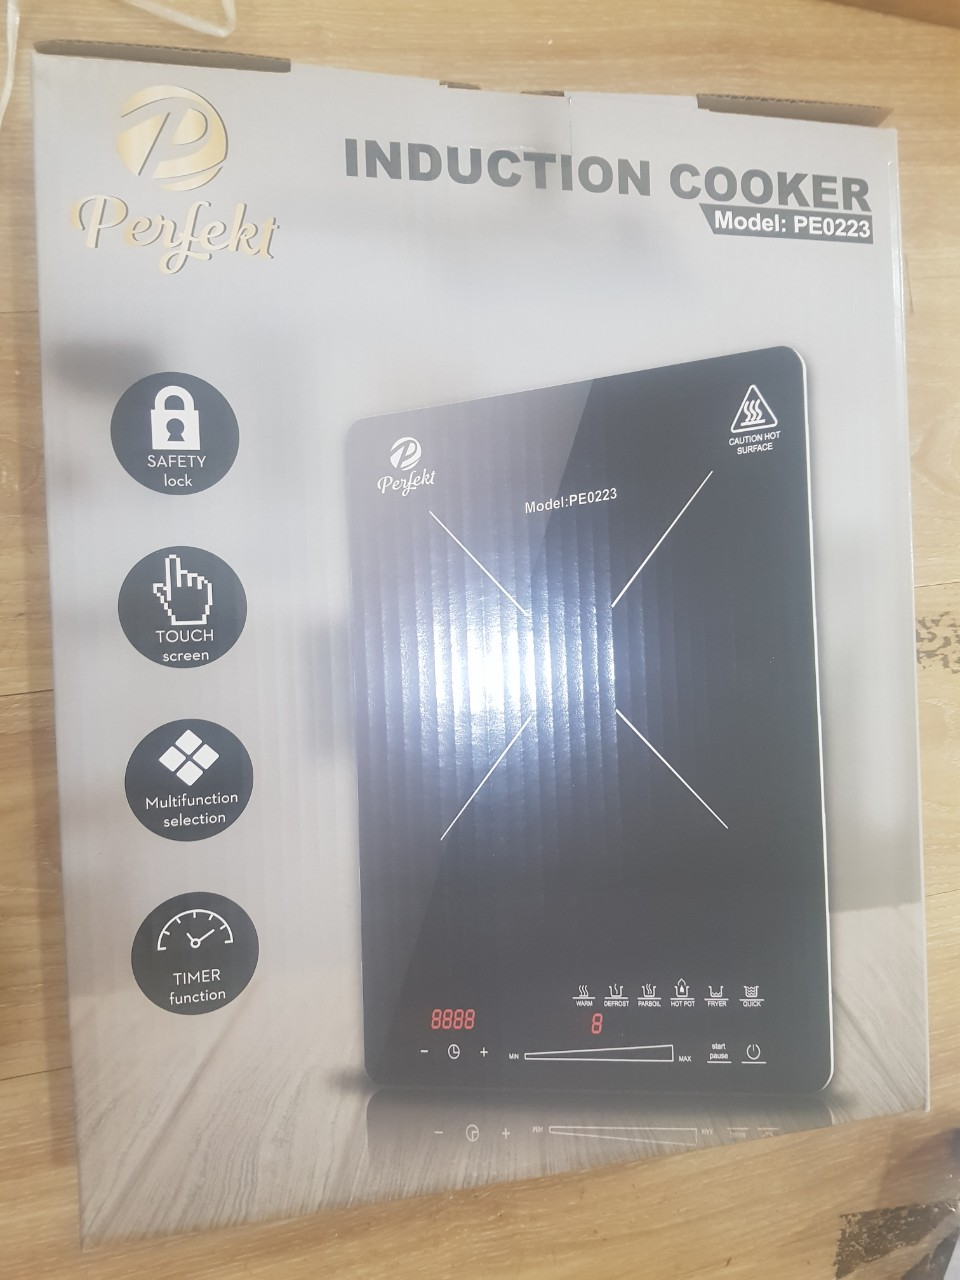 Perfekt
INDUCTION COOKER
Model: PE0223
SAFETY
lock
TOUCH
screen
Multifunction
selection
TIMER
function
Perfekt
Model:PE0223
CAUTION HOT
SURFACE
WARM DEFROST PARBOIL HOT POT FRYER QUICK
8888 8
- + MIN MAX start
pause